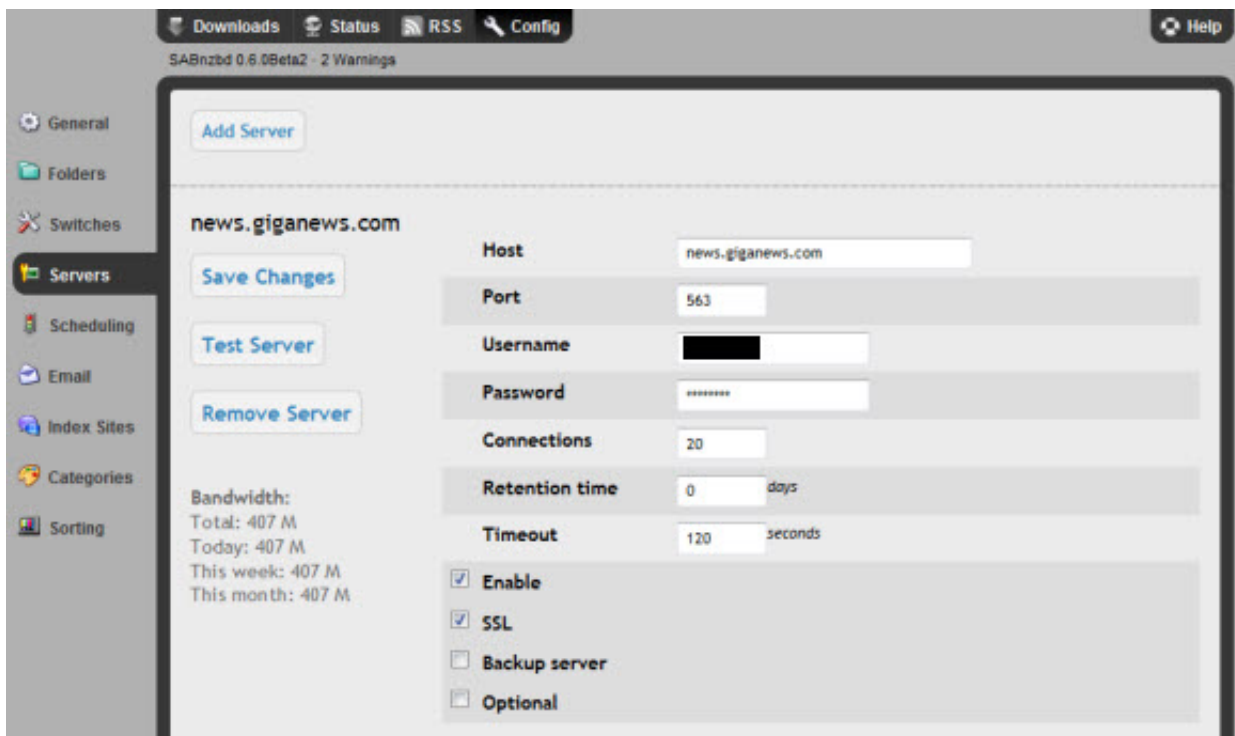 Downloads Status RSS Config Help
SABnzbd 0.6.0Beta2 - 2 Warnings
General
Folders
Switches
Servers
Scheduling
Email
Index Sites
Categories
Sorting
Add Server
news.giganews.com
Save Changes
Test Server
Remove Server
Bandwidth:
Total: 407 M
Today: 407 M
This week: 407 M
This month: 407 M
Host news.giganews.com
Port 563
Username
Password ********
Connections 20
Retention time 0 days
Timeout 120 seconds
Enable
SSL
Backup server
Optional